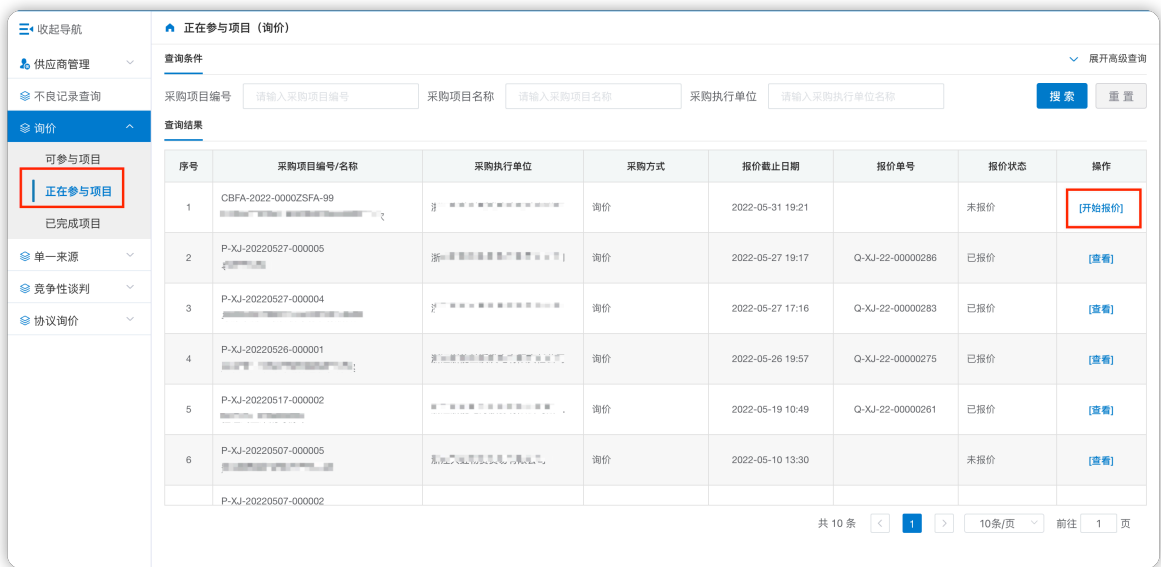 收起导航
正在参与项目（询价）
供应商管理
不良记录查询
询价
可参与项目
正在参与项目
已完成项目
单一来源
竞争性谈判
协议询价
查询条件
展开高级查询
采购项目编号 请输入采购项目编号 采购项目名称 请输入采购项目名称 采购执行单位 请输入采购执行单位名称 搜索 重置
查询结果
序号 采购项目编号/名称 采购执行单位 采购方式 报价截止日期 报价单号 报价状态 操作
1 CBFA-2022-0000ZSFA-99 询价 2022-05-31 19:21 未报价 [开始报价]
2 P-XJ-20220527-000005 浙 询价 2022-05-27 19:17 Q-XJ-22-00000286 已报价 [查看]
3 P-XJ-20220527-000004 询价 2022-05-27 17:16 Q-XJ-22-00000283 已报价 [查看]
4 P-XJ-20220526-000001 询价 2022-05-26 19:57 Q-XJ-22-00000275 已报价 [查看]
5 P-XJ-20220517-000002 询价 2022-05-19 10:49 Q-XJ-22-00000261 已报价 [查看]
6 P-XJ-20220507-000005 询价 2022-05-10 13:30 未报价 [查看]
P-XJ-20220507-000002
共 10 条 < 1 > 10条/页 前往 1 页